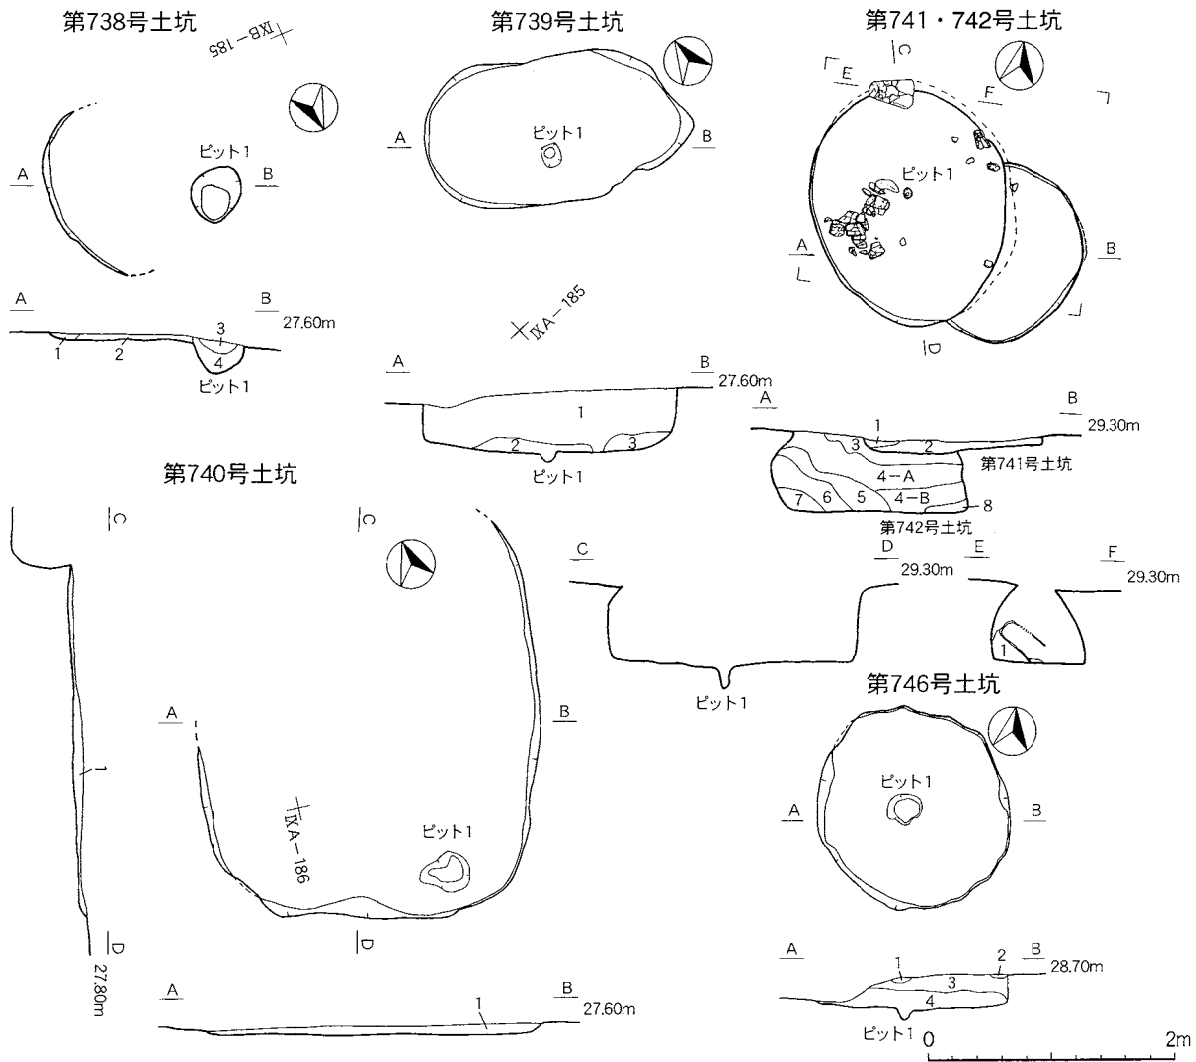 第738号土坑
ⅨB-185
ピット1
A
B
A
B
27.60m
1
2
3
4
ピット1
第739号土坑
A
B
ピット1
ⅨA-185
A
B
27.60m
1
2
3
ピット1
第741・742号土坑
C
E
F
ピット1
A
B
D
A
B
29.30m
1
2
3
第741号土坑
4-A
4-B
5
6
7
8
第742号土坑
C
D
29.30m
ピット1
E
F
29.30m
1
第740号土坑
C
C
A
B
1
ⅨA-186
ピット1
D
D
27.80m
A
B
27.60m
1
第746号土坑
ピット1
A
B
A
B
28.70m
1
2
3
4
ピット1
0
2m